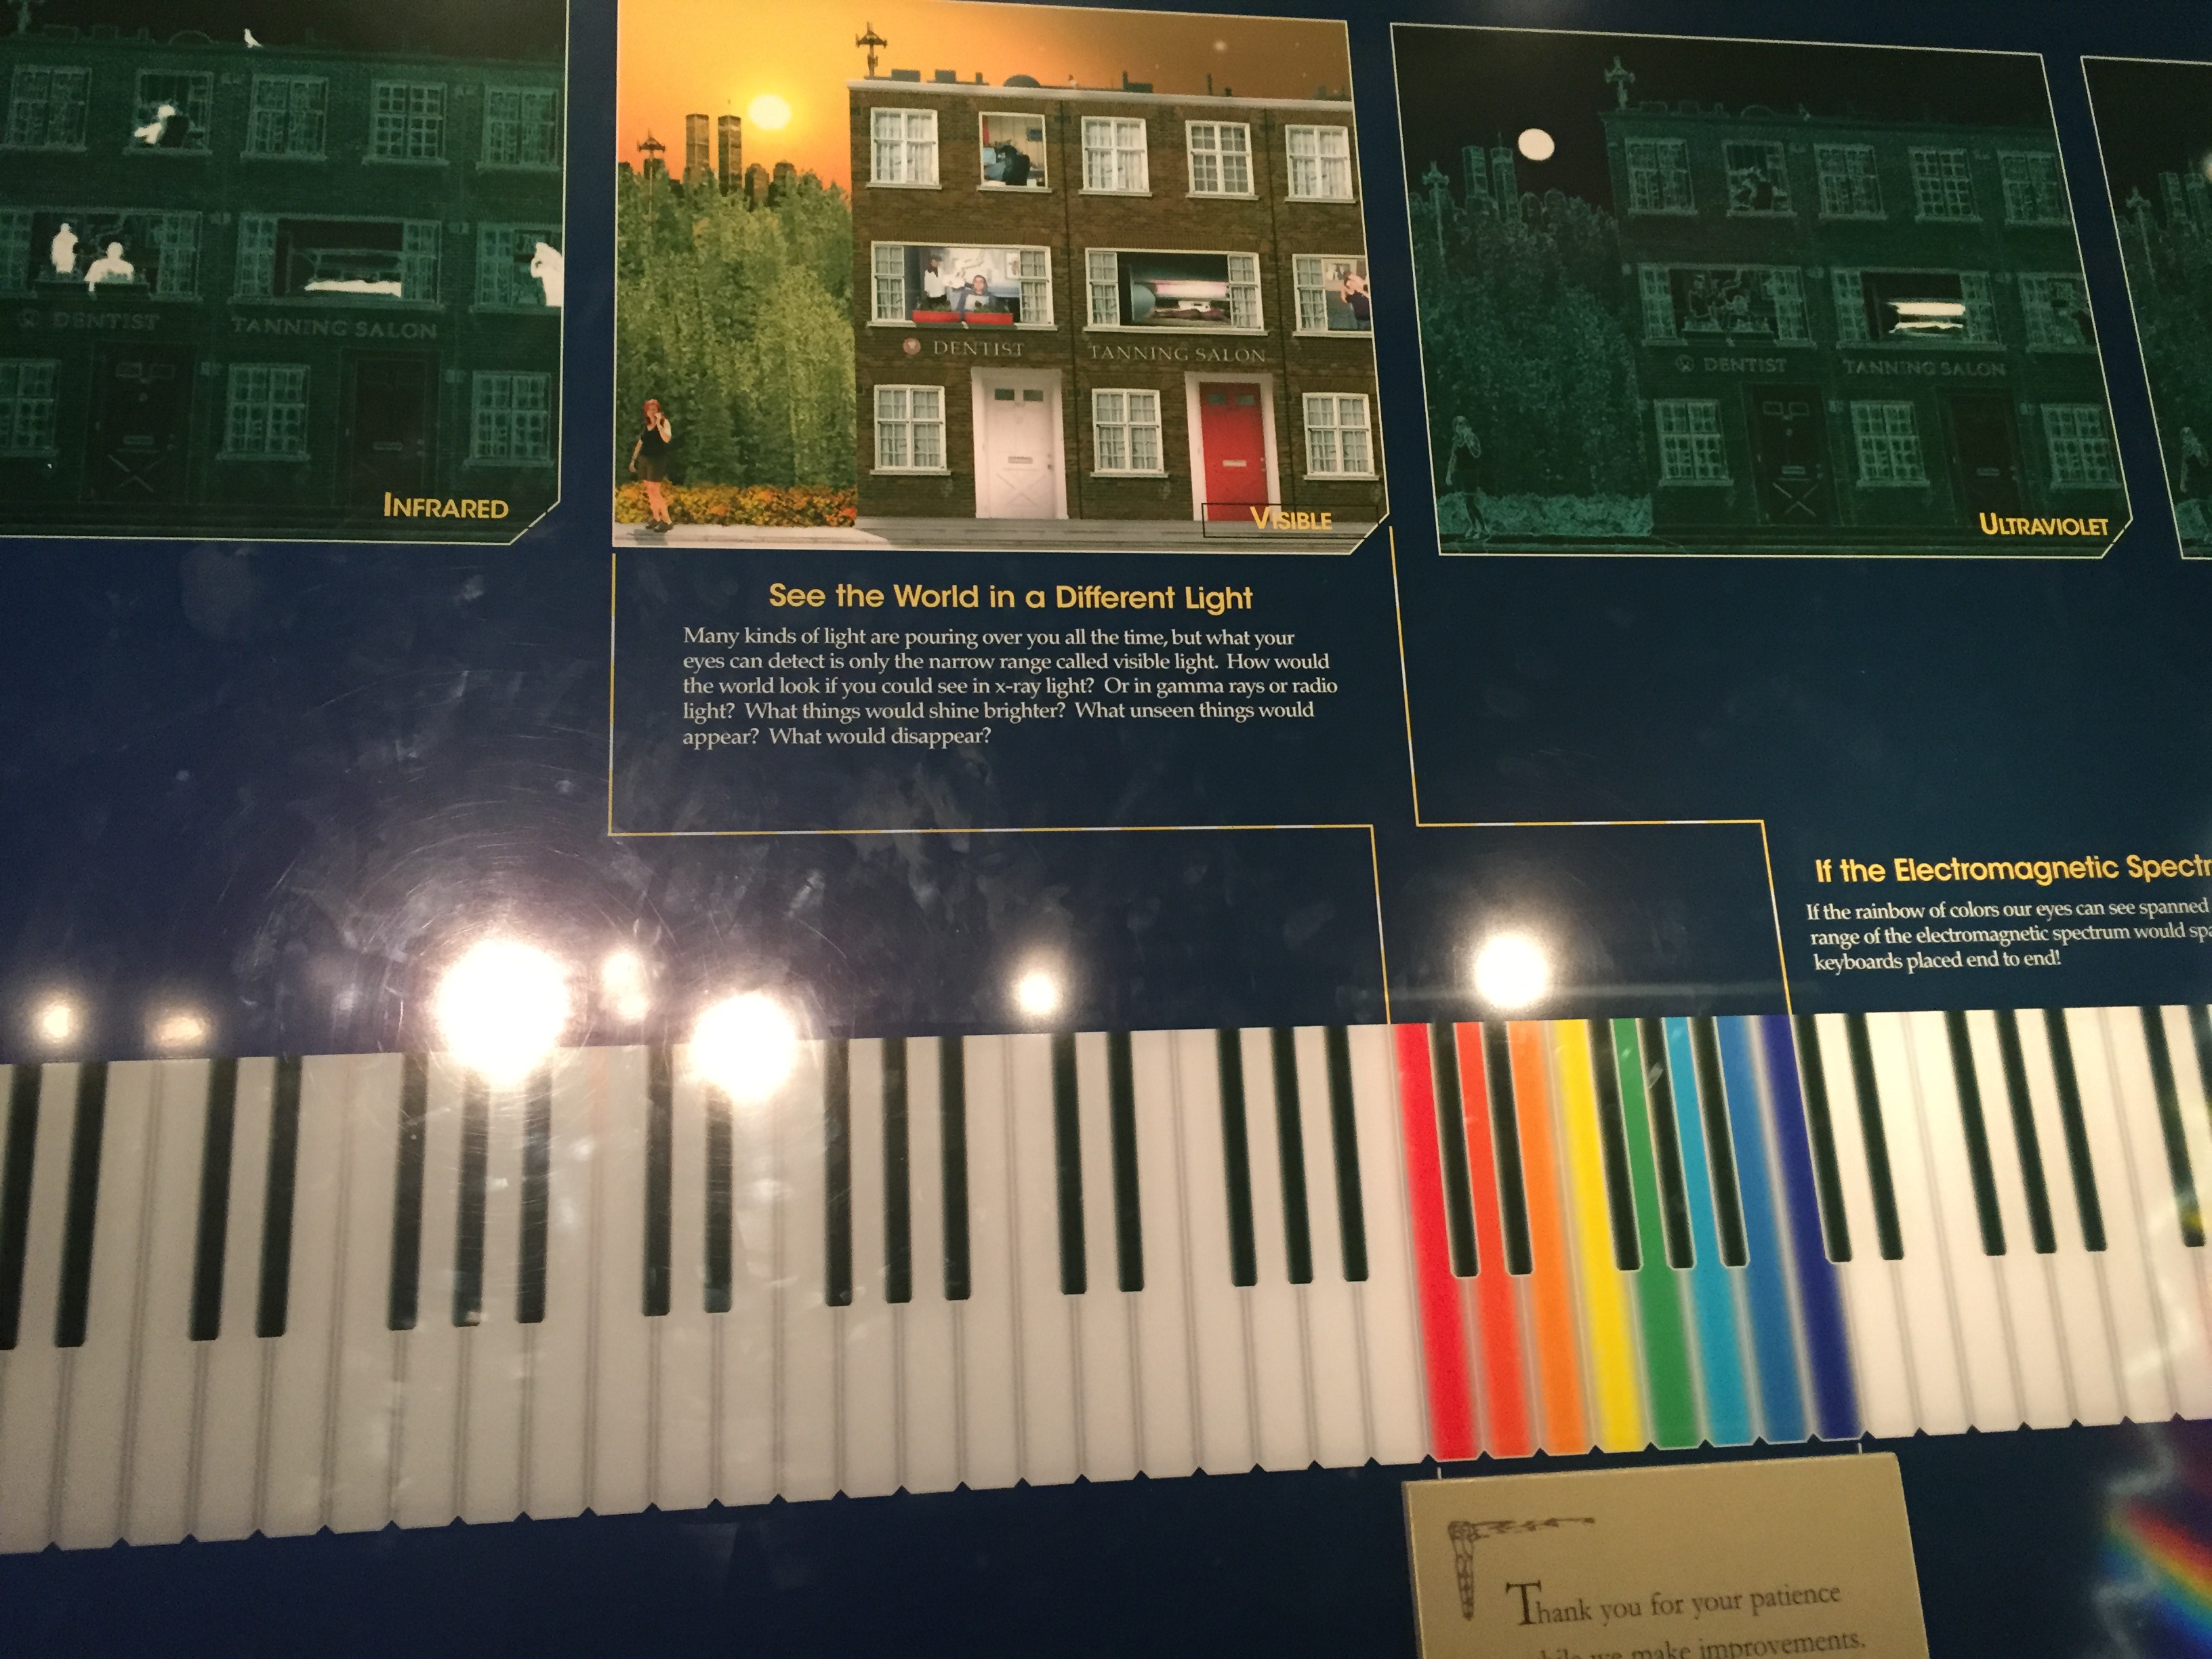 DENTIST
TANNING SALON
INFRARED
DENTIST
TANNING SALON
VISIBLE
DENTIST
TANNING SALON
ULTRAVIOLET
See the World in a Different Light
Many kinds of light are pouring over you all the time, but what your
eyes can detect is only the narrow range called visible light. How would
the world look if you could see in x-ray light? Or in gamma rays or radio
light? What things would shine brighter? What unseen things would
appear? What would disappear?
If the Electromagnetic Spectr
If the rainbow of colors our eyes can see spanned
range of the electromagnetic spectrum would spa
keyboards placed end to end!
Thank you for your patience
we make improvements.